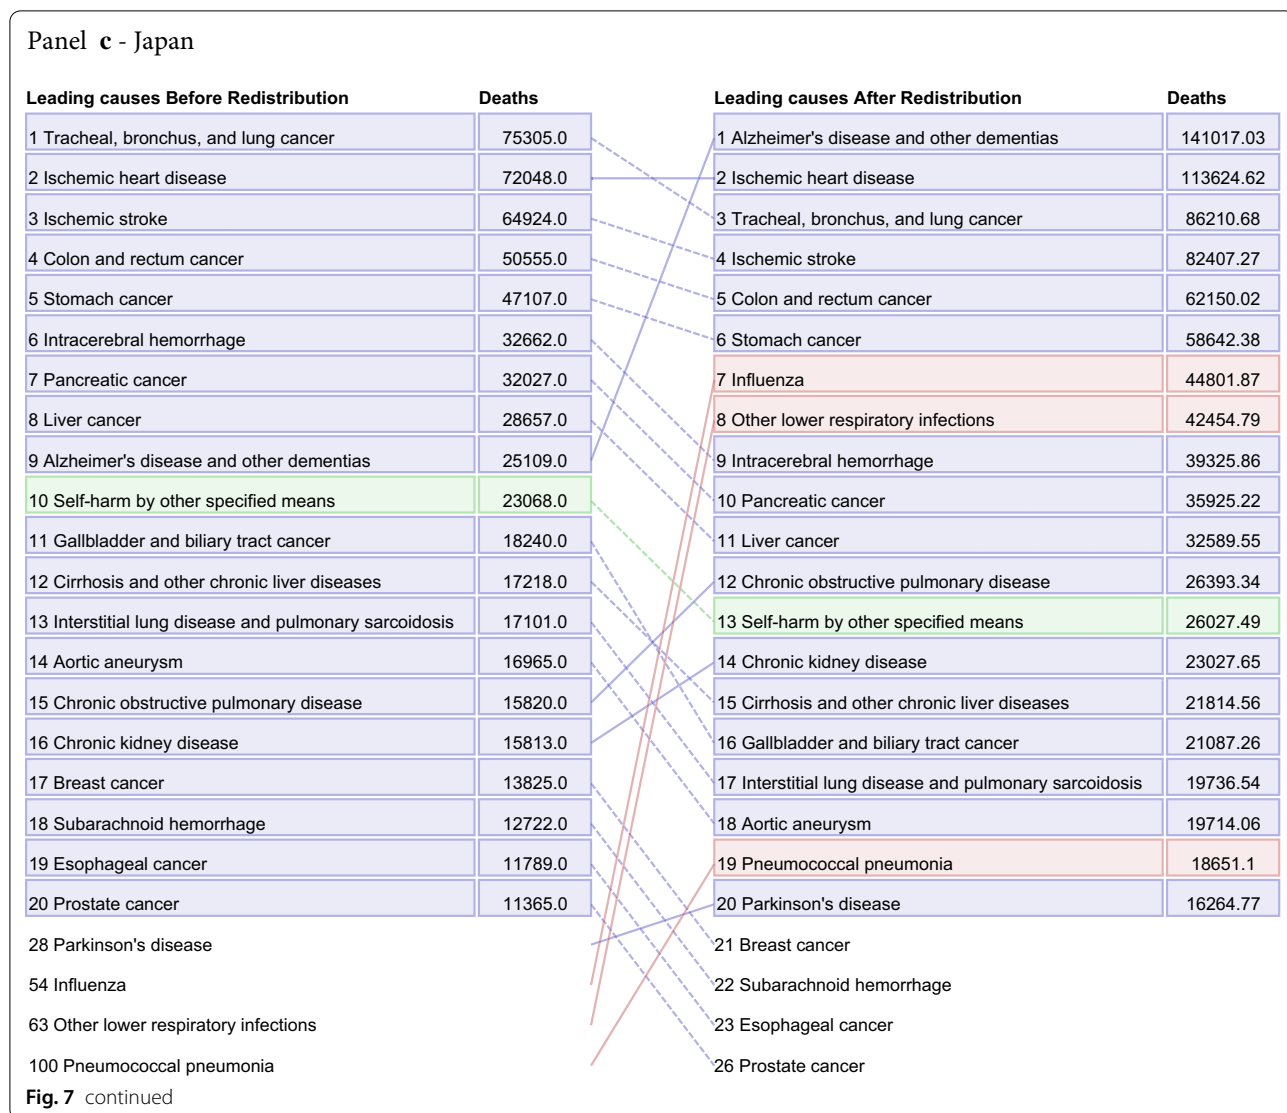 Panel c - Japan
Leading causes Before Redistribution Deaths Leading causes After Redistribution Deaths
1 Tracheal, bronchus, and lung cancer 75305.0 1 Alzheimer's disease and other dementias 141017.03
2 Ischemic heart disease 72048.0 2 Ischemic heart disease 113624.62
3 Ischemic stroke 64924.0 3 Tracheal, bronchus, and lung cancer 86210.68
4 Colon and rectum cancer 50555.0 4 Ischemic stroke 82407.27
5 Stomach cancer 47107.0 5 Colon and rectum cancer 62150.02
6 Intracerebral hemorrhage 32662.0 6 Stomach cancer 58642.38
7 Pancreatic cancer 32027.0 7 Influenza 44801.87
8 Liver cancer 28657.0 8 Other lower respiratory infections 42454.79
9 Alzheimer's disease and other dementias 25109.0 9 Intracerebral hemorrhage 39325.86
10 Self-harm by other specified means 23068.0 10 Pancreatic cancer 35925.22
11 Gallbladder and biliary tract cancer 18240.0 11 Liver cancer 32589.55
12 Cirrhosis and other chronic liver diseases 17218.0 12 Chronic obstructive pulmonary disease 26393.34
13 Interstitial lung disease and pulmonary sarcoidosis 17101.0 13 Self-harm by other specified means 26027.49
14 Aortic aneurysm 16965.0 14 Chronic kidney disease 23027.65
15 Chronic obstructive pulmonary disease 15820.0 15 Cirrhosis and other chronic liver diseases 21814.56
16 Chronic kidney disease 15813.0 16 Gallbladder and biliary tract cancer 21087.26
17 Breast cancer 13825.0 17 Interstitial lung disease and pulmonary sarcoidosis 19736.54
18 Subarachnoid hemorrhage 12722.0 18 Aortic aneurysm 19714.06
19 Esophageal cancer 11789.0 19 Pneumococcal pneumonia 18651.1
20 Prostate cancer 11365.0 20 Parkinson's disease 16264.77
28 Parkinson's disease 21 Breast cancer
54 Influenza 22 Subarachnoid hemorrhage
63 Other lower respiratory infections 23 Esophageal cancer
100 Pneumococcal pneumonia 26 Prostate cancer
Fig. 7 continued